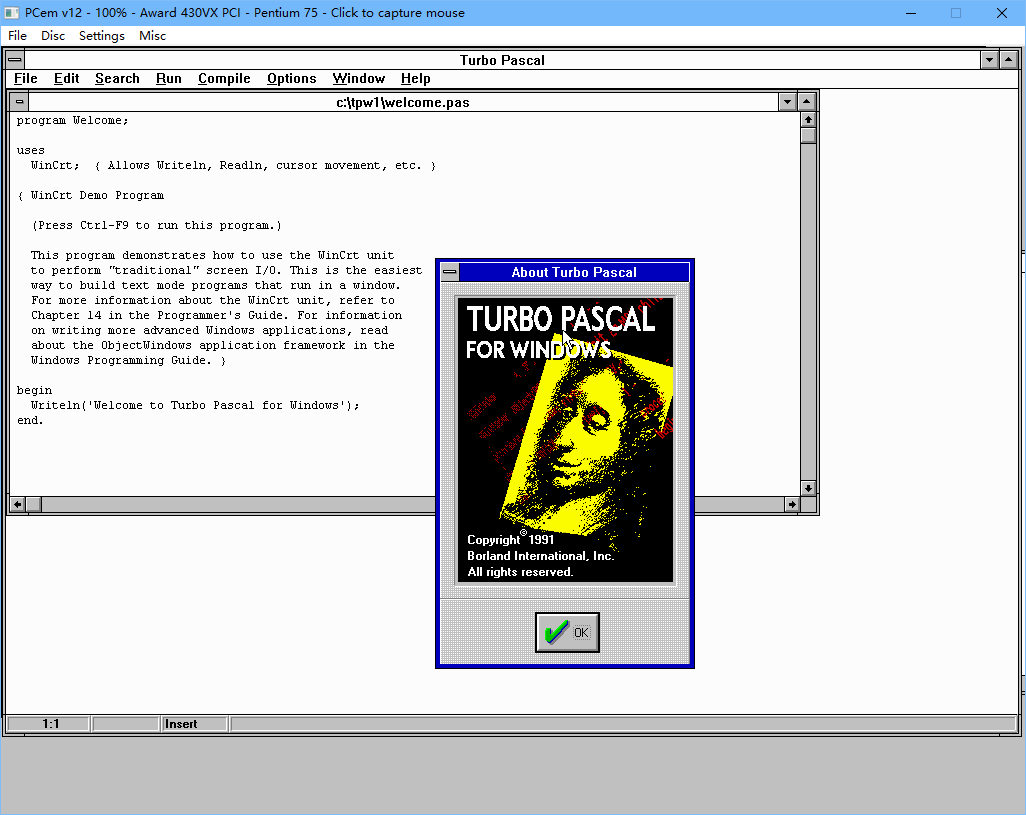 PCem v12 - 100% - Award 430VX PCI - Pentium 75 - Click to capture mouse
File Disc Settings Misc
Turbo Pascal
File Edit Search Run Compile Options Window Help
c:\tpw1\welcome.pas
program Welcome;
uses
WinCrt; { Allows Writeln, Readln, cursor movement, etc. }
{ WinCrt Demo Program
(Press Ctrl-F9 to run this program.)
This program demonstrates how to use the WinCrt unit
to perform "traditional" screen I/O. This is the easiest
way to build text mode programs that run in a window.
For more information about the WinCrt unit, refer to
Chapter 14 in the Programmer's Guide. For information
on writing more advanced Windows applications, read
about the ObjectWindows application framework in the
Windows Programming Guide. }
begin
Writeln('Welcome to Turbo Pascal for Windows');
end.
About Turbo Pascal
TURBO PASCAL
FOR WINDOWS
Copyright © 1991
Borland International, Inc.
All rights reserved.
OK
1:1 Insert